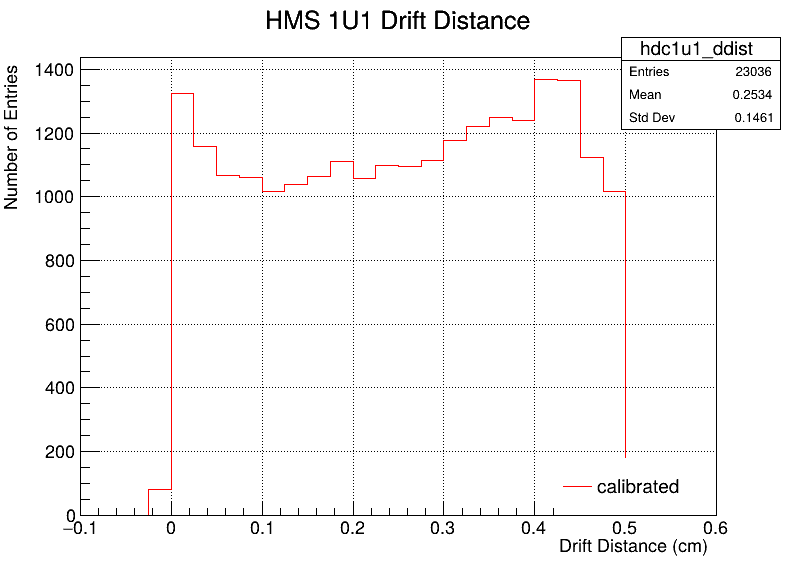 HMS 1U1 Drift Distance
hdc1u1_ddist
Entries 23036
Mean 0.2534
Std Dev 0.1461
Number of Entries
1400
1200
1000
800
600
400
200
0
−0.1 0 0.1 0.2 0.3 0.4 0.5 0.6
calibrated
Drift Distance (cm)